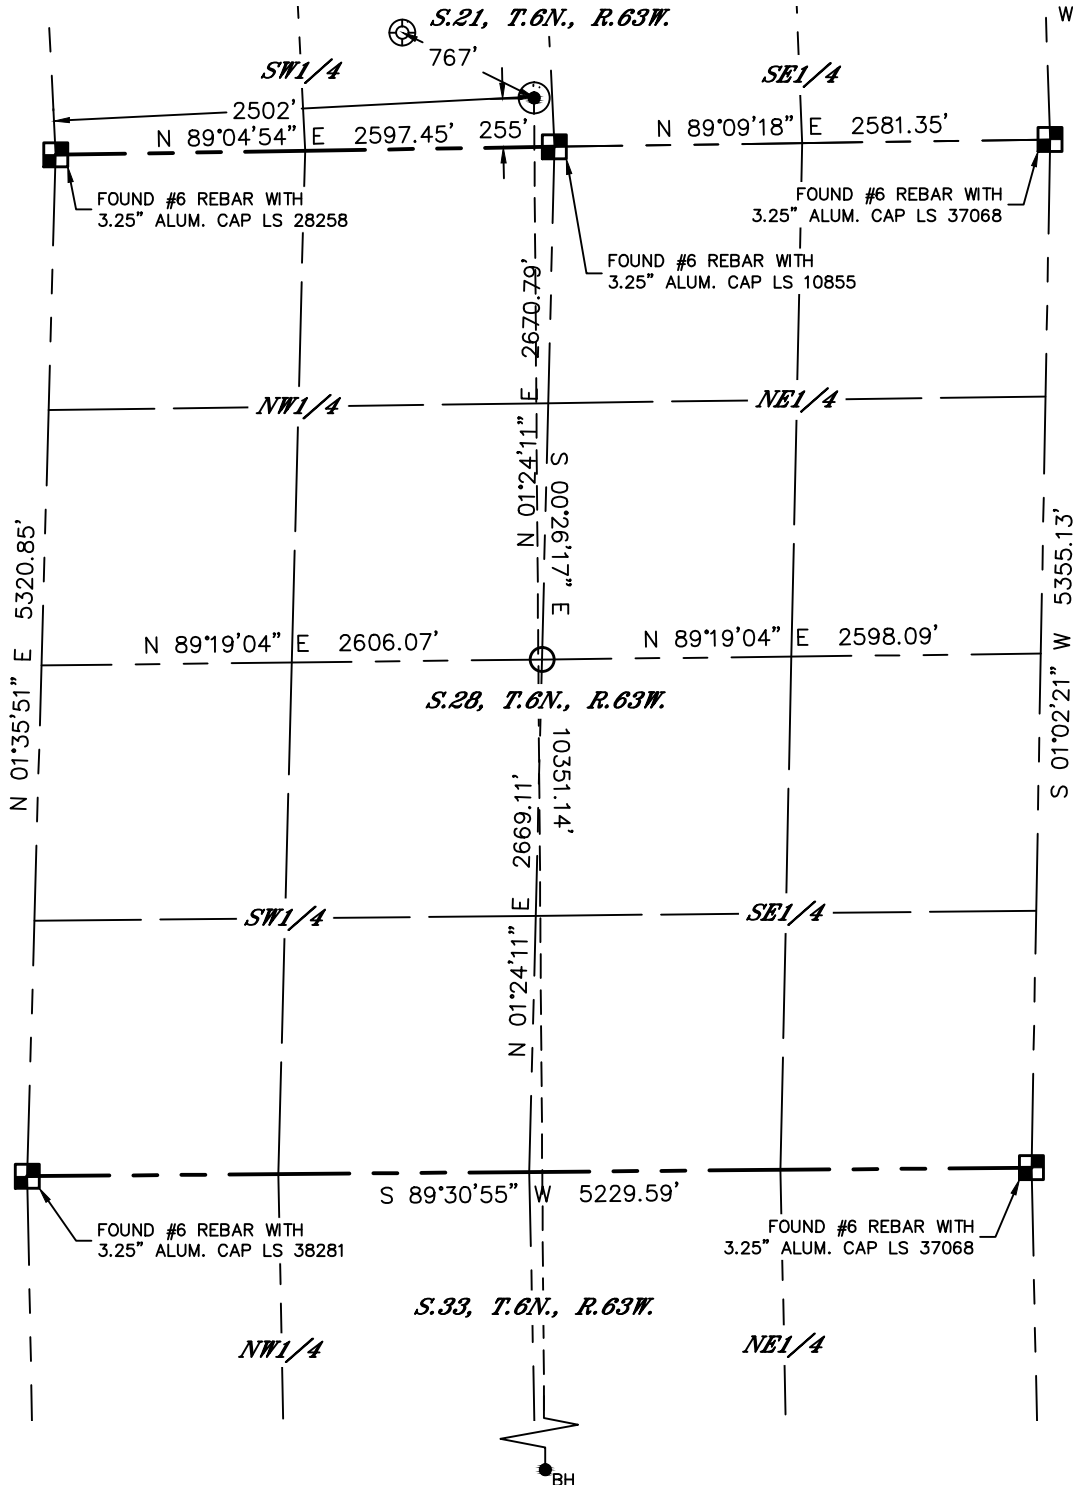 W
S.21, T.6N., R.63W.
767'
SW1/4
SE1/4
2502'
N 89°04'54" E 2597.45' 255'
N 89°09'18" E 2581.35'
FOUND #6 REBAR WITH
3.25" ALUM. CAP LS 28258
FOUND #6 REBAR WITH
3.25" ALUM. CAP LS 37068
FOUND #6 REBAR WITH
3.25" ALUM. CAP LS 10855
N 01°24'11" E 2670.79'
NW1/4
NE1/4
S 00°26'17" E 10351.14'
N 01°35'51" E 5320.85'
S 01°02'21" W 5355.13'
N 89°19'04" E 2606.07'
N 89°19'04" E 2598.09'
S.28, T.6N., R.63W.
N 01°24'11" E 2669.11'
SW1/4
SE1/4
S 89°30'55" W 5229.59'
FOUND #6 REBAR WITH
3.25" ALUM. CAP LS 38281
FOUND #6 REBAR WITH
3.25" ALUM. CAP LS 37068
S.33, T.6N., R.63W.
NW1/4
NE1/4
BH